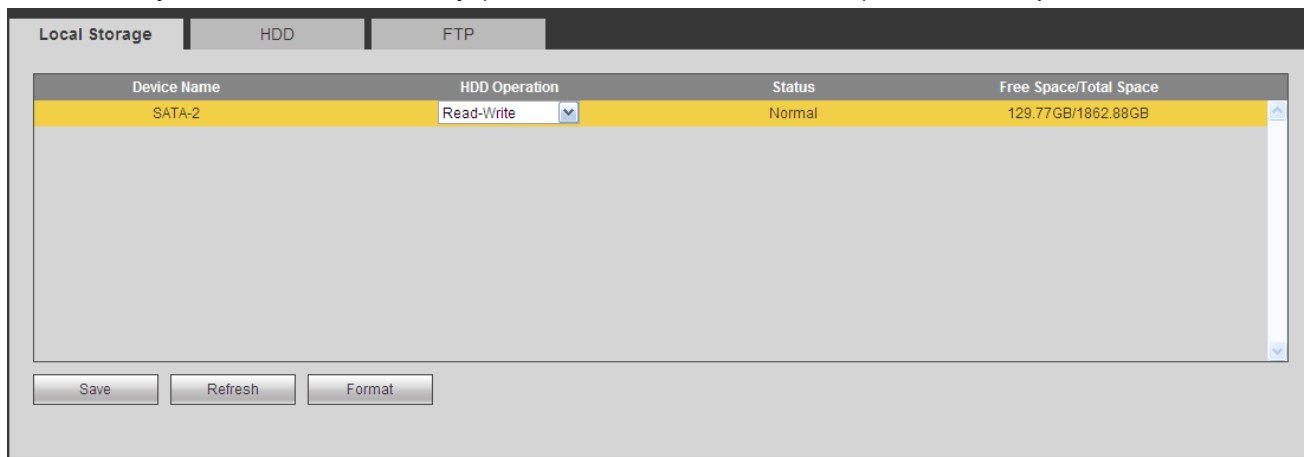 Local Storage HDD FTP
Device Name HDD Operation Status Free Space/Total Space
SATA-2 Read-Write Normal 129.77GB/1862.88GB
Save Refresh Format